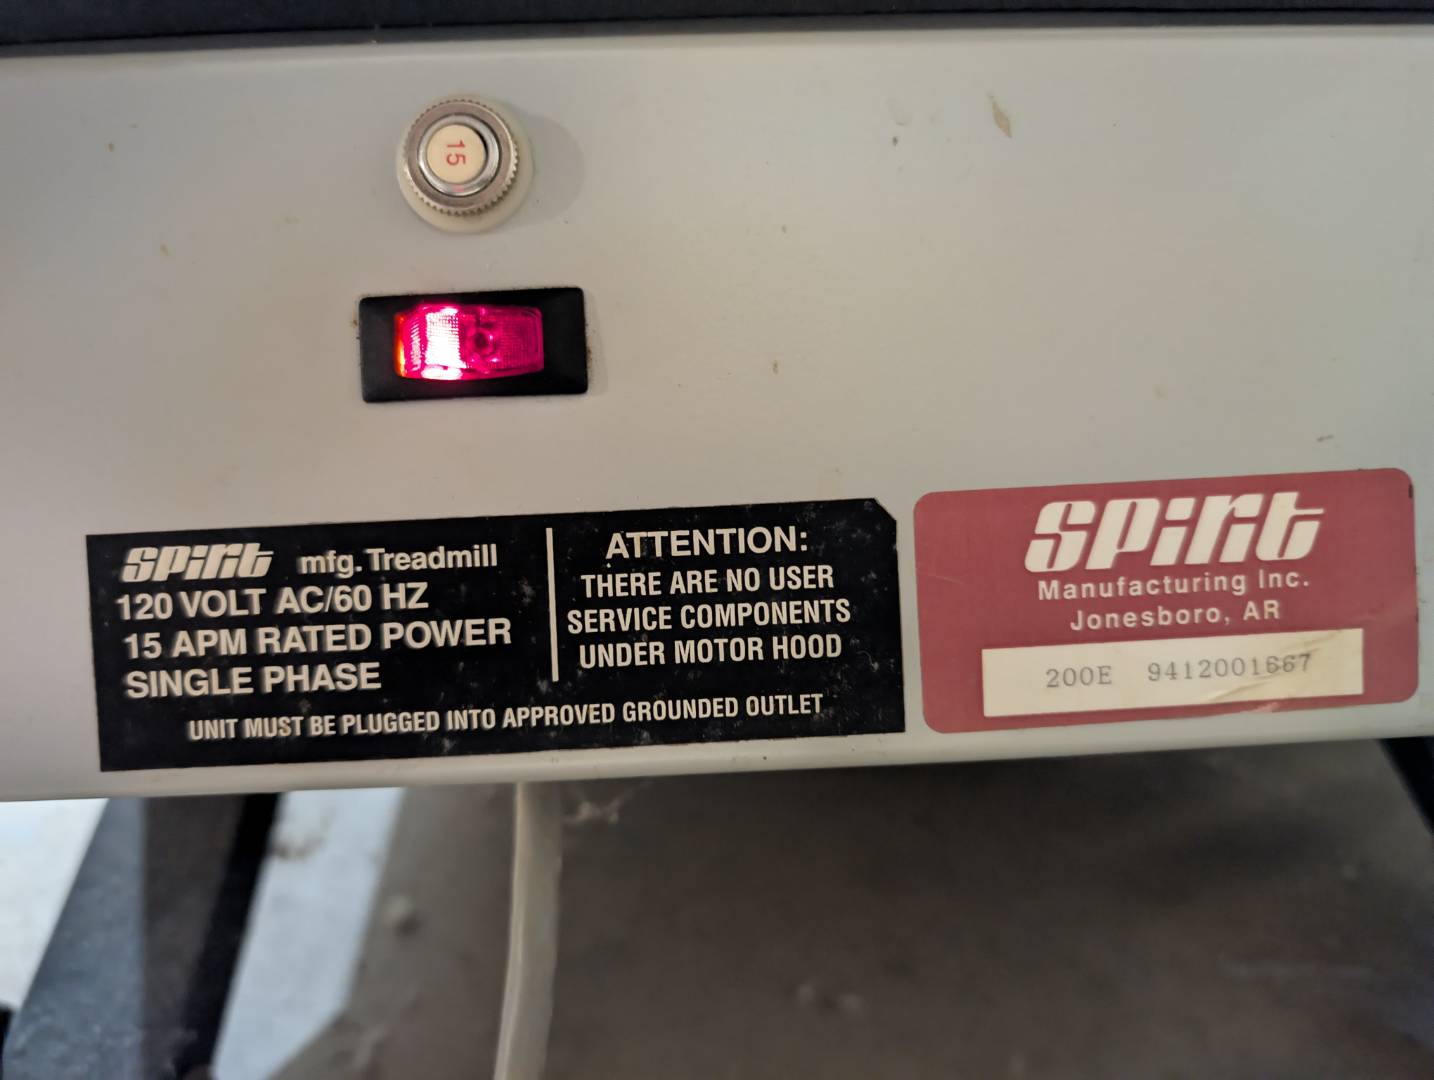 15
spirit mfg. Treadmill
120 VOLT AC/60 HZ
15 APM RATED POWER
SINGLE PHASE
ATTENTION:
THERE ARE NO USER
SERVICE COMPONENTS
UNDER MOTOR HOOD
UNIT MUST BE PLUGGED INTO APPROVED GROUNDED OUTLET
spirit
Manufacturing Inc.
Jonesboro, AR
200E 9412001667